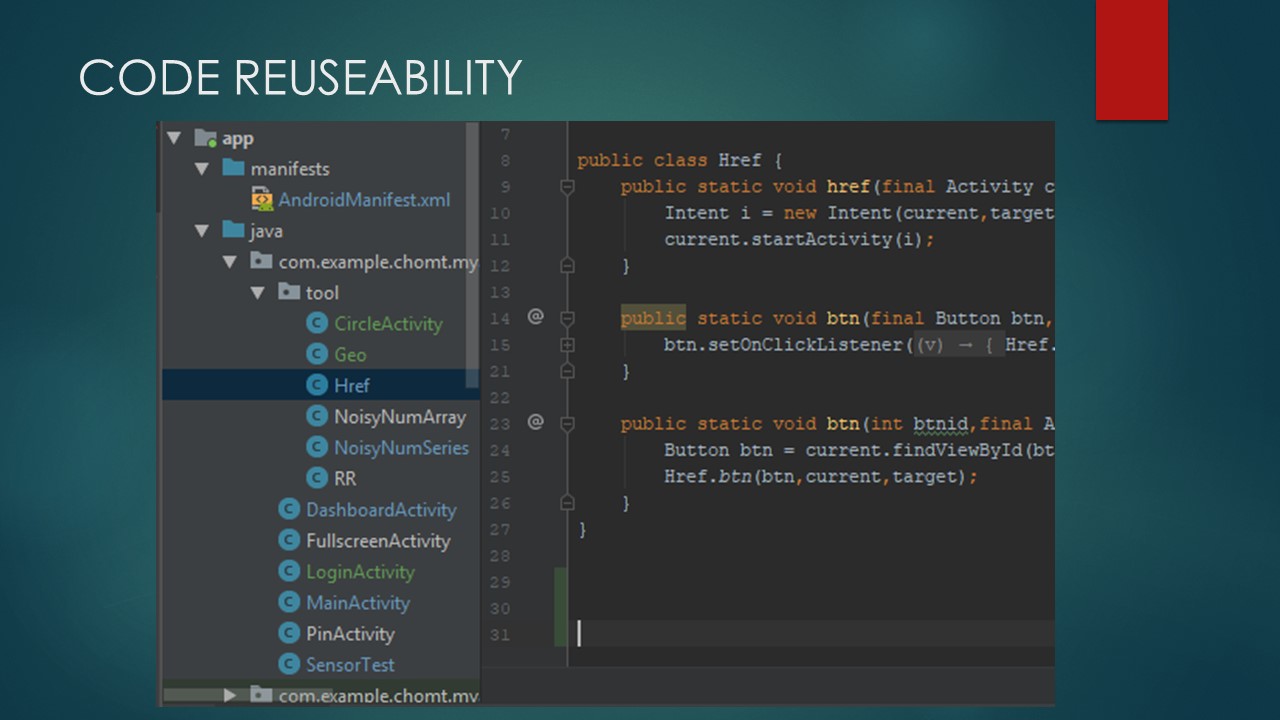 CODE REUSEABILITY
app
manifests
AndroidManifest.xml
java
com.example.chomt.my
tool
CircleActivity
Geo
Href
NoisyNumArray
NoisyNumSeries
RR
DashboardActivity
FullscreenActivity
LoginActivity
MainActivity
PinActivity
SensorTest
com.example.chomt.my
7
8 public class Href {
9 public static void href(final Activity c
10 Intent i = new Intent(current,target
11 current.startActivity(i);
12 }
13
14 @ public static void btn(final Button btn,
15 btn.setOnClickListener((v) → { Href.
21 }
22
23 @ public static void btn(int btnid,final A
24 Button btn = current.findViewById(bt
25 Href.btn(btn,current,target);
26 }
27 }
28
29
30
31